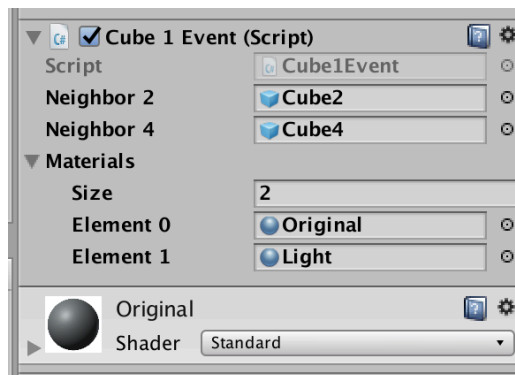 Cube 1 Event (Script)
Script Cube1Event
Neighbor 2 Cube2
Neighbor 4 Cube4
Materials
Size 2
Element 0 Original
Element 1 Light
Original
Shader Standard